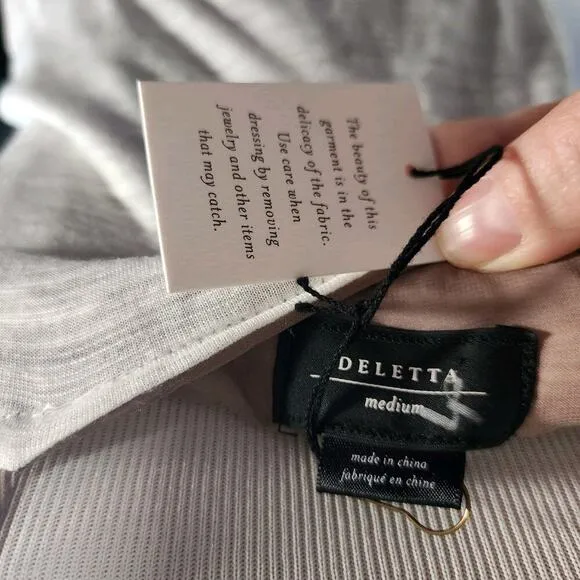 The beauty of this
garment is in the
delicacy of the fabric.
Use care when
dressing by removing
jewelry and other items
that may catch.
DELETTA
medium
made in china
fabriqué en chine